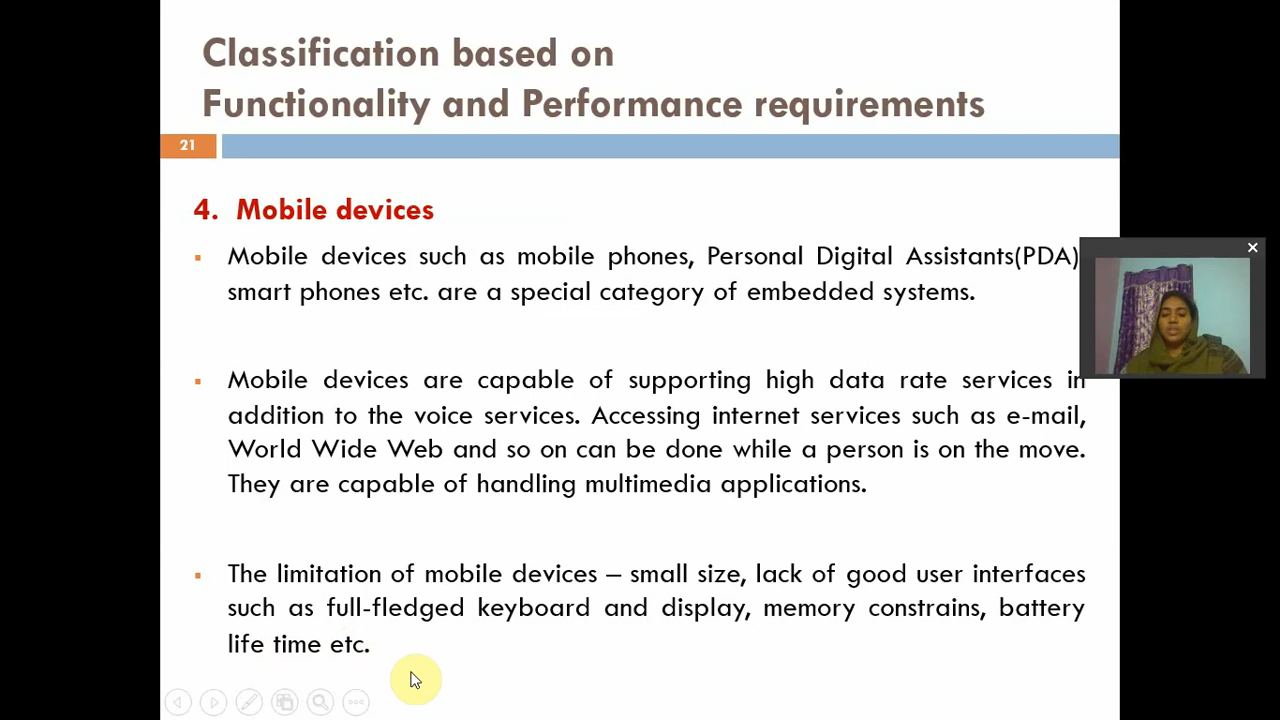 Classification based on
Functionality and Performance requirements
21
4. Mobile devices
▪ Mobile devices such as mobile phones, Personal Digital Assistants(PDA)
smart phones etc. are a special category of embedded systems.
▪ Mobile devices are capable of supporting high data rate services in
addition to the voice services. Accessing internet services such as e-mail,
World Wide Web and so on can be done while a person is on the move.
They are capable of handling multimedia applications.
▪ The limitation of mobile devices – small size, lack of good user interfaces
such as full-fledged keyboard and display, memory constrains, battery
life time etc.